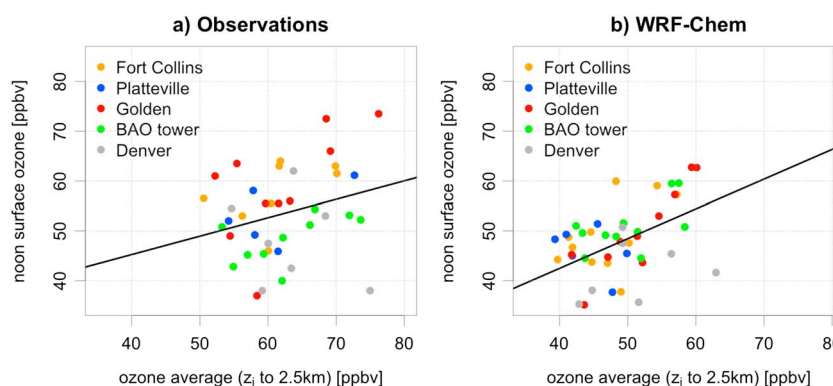 a) Observations
noon surface ozone [ppbv]
80
70
60
50
40
Fort Collins
Platteville
Golden
BAO tower
Denver
40 50 60 70 80
ozone average (zi to 2.5km) [ppbv]
b) WRF-Chem
noon surface ozone [ppbv]
80
70
60
50
40
Fort Collins
Platteville
Golden
BAO tower
Denver
40 50 60 70 80
ozone average (zi to 2.5km) [ppbv]